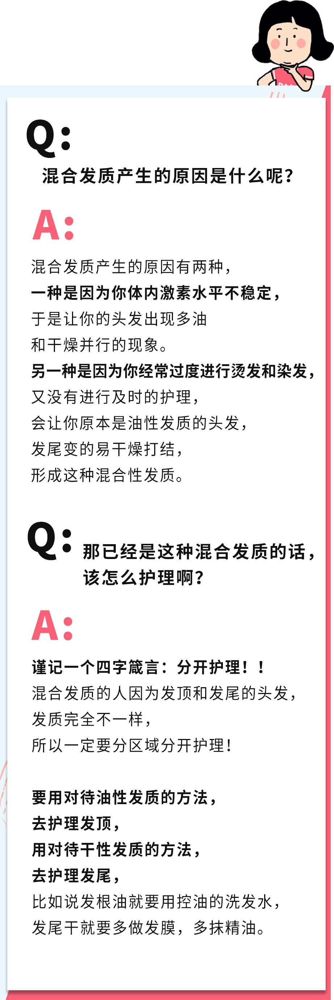 Q:
混合发质产生的原因是什么呢?
A:
混合发质产生的原因有两种，
一种是因为你体内激素水平不稳定，
于是让你的头发出现多油
和干燥并行的现象。
另一种是因为你经常过度进行烫发和染发，
又没有进行及时的护理，
会让你原本是油性发质的头发，
发尾变的易干燥打结，
形成这种混合性发质。
Q:
那已经是这种混合发质的话，
该怎么护理啊?
A:
谨记一个四字箴言：分开护理！！
混合发质的人因为发顶和发尾的头发，
发质完全不一样，
所以一定要分区域分开护理！
要用对待油性发质的方法，
去护理发顶，
用对待干性发质的方法，
去护理发尾，
比如说发根油就要用控油的洗发水，
发尾干就要多做发膜，多抹精油。